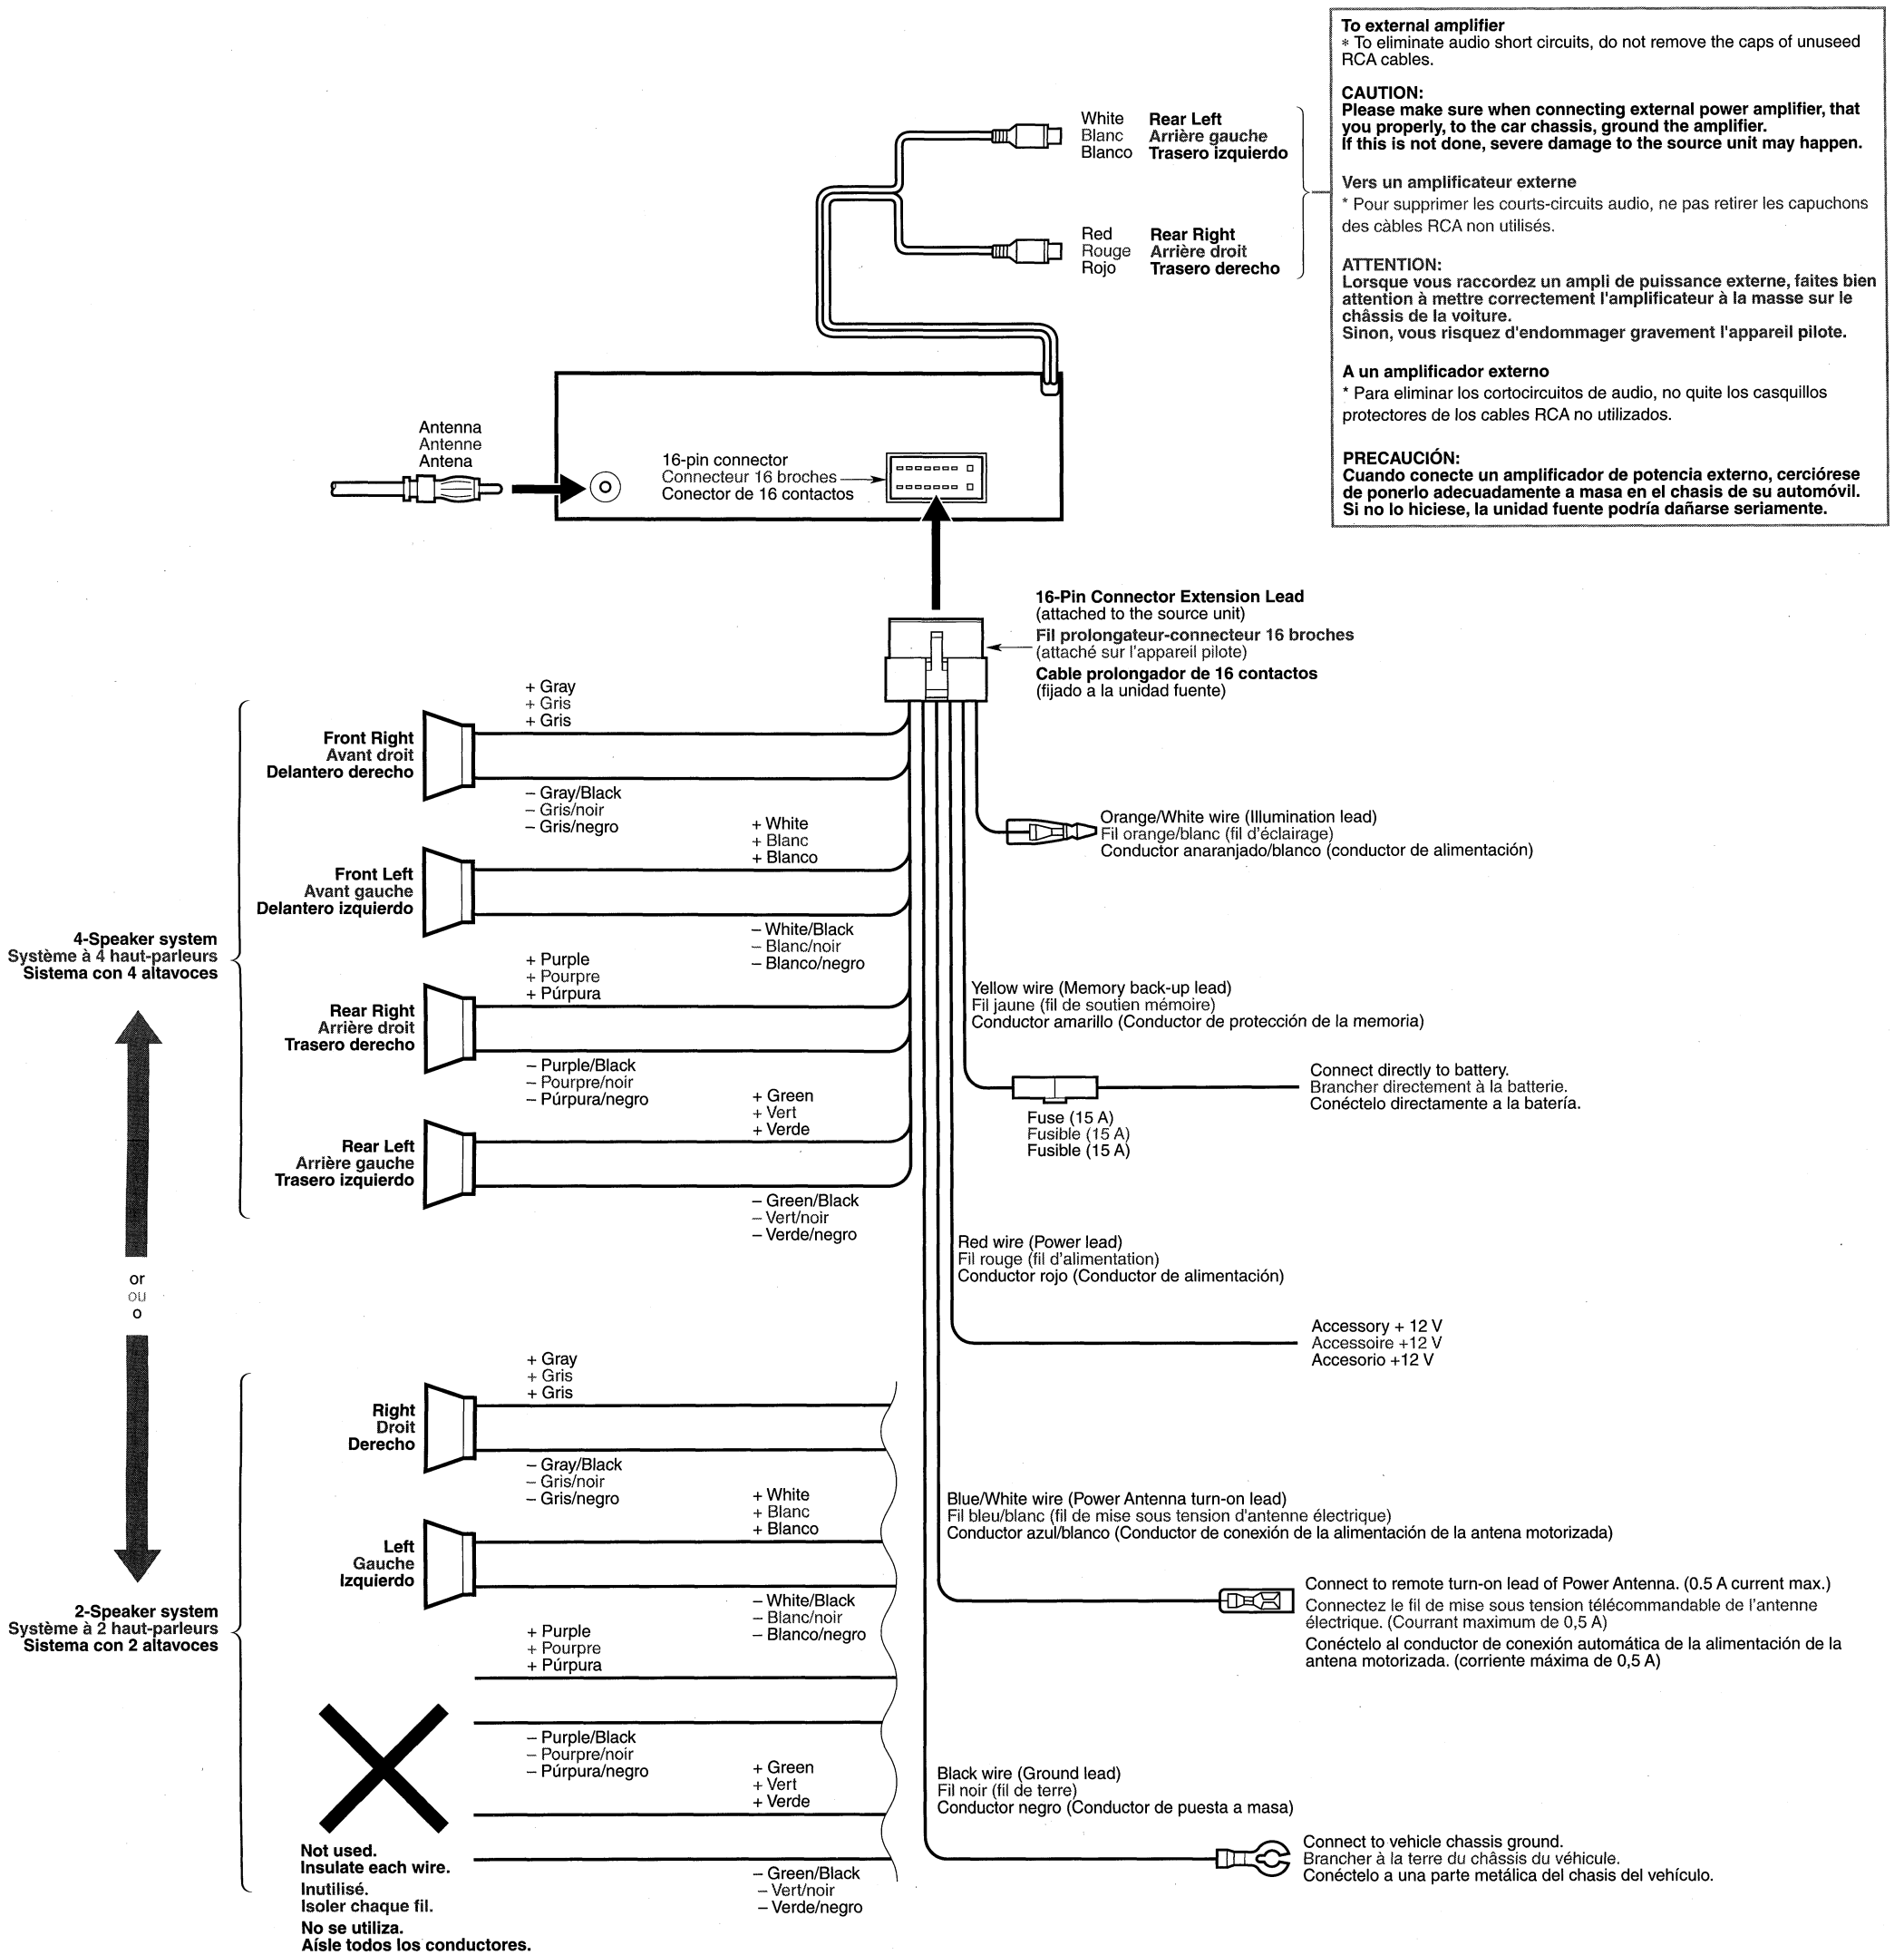 To external amplifier
* To eliminate audio short circuits, do not remove the caps of unuseed
RCA cables.
CAUTION:
Please make sure when connecting external power amplifier, that
you properly, to the car chassis, ground the amplifier.
If this is not done, severe damage to the source unit may happen.
Vers un amplificateur externe
* Pour supprimer les courts-circuits audio, ne pas retirer les capuchons
des càbles RCA non utilisés.
ATTENTION:
Lorsque vous raccordez un ampli de puissance externe, faites bien
attention à mettre correctement l'amplificateur à la masse sur le
châssis de la voiture.
Sinon, vous risquez d'endommager gravement l'appareil pilote.
A un amplificador externo
* Para eliminar los cortocircuitos de audio, no quite los casquillos
protectores de los cables RCA no utilizados.
PRECAUCIÓN:
Cuando conecte un amplificador de potencia externo, cerciórese
de ponerlo adecuadamente a masa en el chasis de su automóvil.
Si no lo hiciese, la unidad fuente podría dañarse seriamente.
White Rear Left
Blanc Arrière gauche
Blanco Trasero izquierdo
Red Rear Right
Rouge Arrière droit
Rojo Trasero derecho
Antenna
Antenne
Antena
16-pin connector
Connecteur 16 broches
Conector de 16 contactos
16-Pin Connector Extension Lead
(attached to the source unit)
Fil prolongateur-connecteur 16 broches
(attaché sur l'appareil pilote)
Cable prolongador de 16 contactos
(fijado a la unidad fuente)
+ Gray
+ Gris
+ Gris
Front Right
Avant droit
Delantero derecho
– Gray/Black
– Gris/noir
– Gris/negro
+ White
+ Blanc
+ Blanco
Orange/White wire (Illumination lead)
Fil orange/blanc (fil d'éclairage)
Conductor anaranjado/blanco (conductor de alimentación)
Front Left
Avant gauche
Delantero izquierdo
– White/Black
– Blanc/noir
– Blanco/negro
4-Speaker system
Système à 4 haut-parleurs
Sistema con 4 altavoces
+ Purple
+ Pourpre
+ Púrpura
Yellow wire (Memory back-up lead)
Fil jaune (fil de soutien mémoire)
Conductor amarillo (Conductor de protección de la memoria)
Rear Right
Arrière droit
Trasero derecho
– Purple/Black
– Pourpre/noir
– Púrpura/negro
Connect directly to battery.
Brancher directement à la batterie.
Conéctelo directamente a la batería.
+ Green
+ Vert
+ Verde
Fuse (15 A)
Fusible (15 A)
Fusible (15 A)
Rear Left
Arrière gauche
Trasero izquierdo
– Green/Black
– Vert/noir
– Verde/negro
Red wire (Power lead)
Fil rouge (fil d'alimentation)
Conductor rojo (Conductor de alimentación)
or
ou
o
Accessory + 12 V
Accessoire +12 V
Accesorio +12 V
+ Gray
+ Gris
+ Gris
Right
Droit
Derecho
– Gray/Black
– Gris/noir
– Gris/negro
+ White
+ Blanc
+ Blanco
Blue/White wire (Power Antenna turn-on lead)
Fil bleu/blanc (fil de mise sous tension d'antenne électrique)
Conductor azul/blanco (Conductor de conexión de la alimentación de la antena motorizada)
Left
Gauche
Izquierdo
– White/Black
– Blanc/noir
– Blanco/negro
Connect to remote turn-on lead of Power Antenna. (0.5 A current max.)
Connectez le fil de mise sous tension télécommandable de l'antenne
électrique. (Courrant maximum de 0,5 A)
Conéctelo al conductor de conexión automática de la alimentación de la
antena motorizada. (corriente máxima de 0,5 A)
2-Speaker system
Système à 2 haut-parleurs
Sistema con 2 altavoces
+ Purple
+ Pourpre
+ Púrpura
– Purple/Black
– Pourpre/noir
– Púrpura/negro
+ Green
+ Vert
+ Verde
Black wire (Ground lead)
Fil noir (fil de terre)
Conductor negro (Conductor de puesta a masa)
Connect to vehicle chassis ground.
Brancher à la terre du châssis du véhicule.
Conéctelo a una parte metálica del chasis del vehículo.
Not used.
Insulate each wire.
Inutilisé.
Isoler chaque fil.
No se utiliza.
Aísle todos los conductores.
– Green/Black
– Vert/noir
– Verde/negro